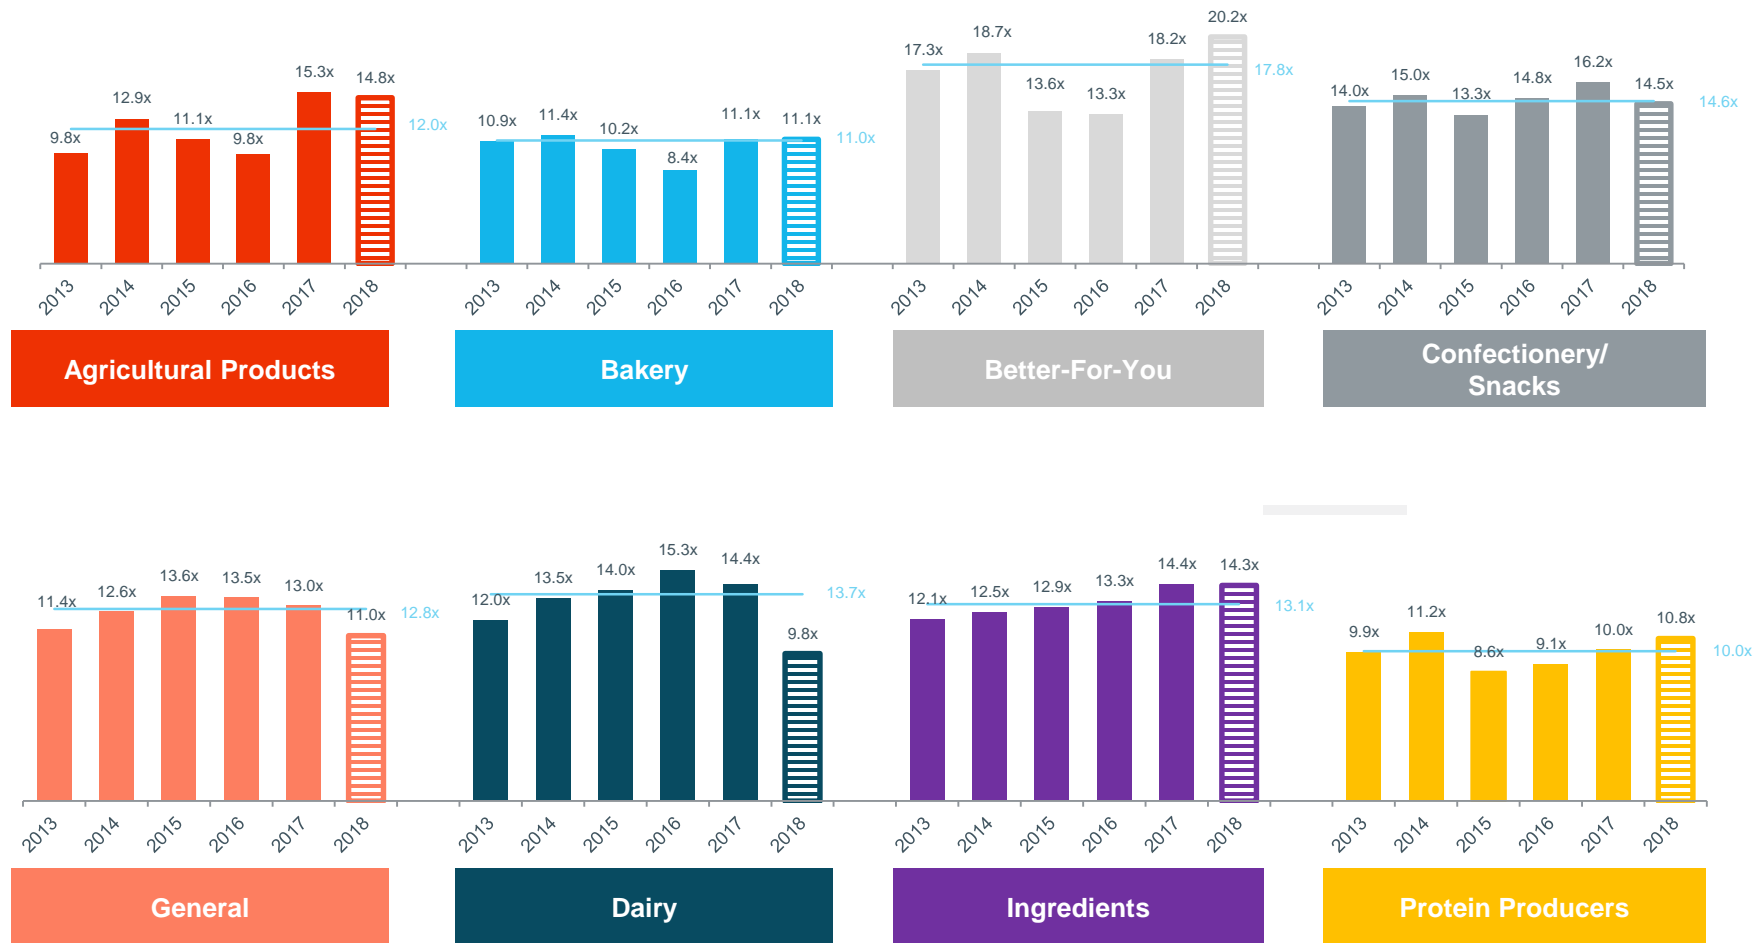 9.8x
12.9x
11.1x
9.8x
15.3x
14.8x
12.0x
2013
2014
2015
2016
2017
2018
Agricultural Products
10.9x
11.4x
10.2x
8.4x
11.1x
11.1x
11.0x
2013
2014
2015
2016
2017
2018
Bakery
17.3x
18.7x
13.6x
13.3x
18.2x
20.2x
17.8x
2013
2014
2015
2016
2017
2018
Better-For-You
14.0x
15.0x
13.3x
14.8x
16.2x
14.5x
14.6x
2013
2014
2015
2016
2017
2018
Confectionery/
Snacks
11.4x
12.6x
13.6x
13.5x
13.0x
11.0x
12.8x
2013
2014
2015
2016
2017
2018
General
12.0x
13.5x
14.0x
15.3x
14.4x
9.8x
13.7x
2013
2014
2015
2016
2017
2018
Dairy
12.1x
12.5x
12.9x
13.3x
14.4x
14.3x
13.1x
2013
2014
2015
2016
2017
2018
Ingredients
9.9x
11.2x
8.6x
9.1x
10.0x
10.8x
10.0x
2013
2014
2015
2016
2017
2018
Protein Producers